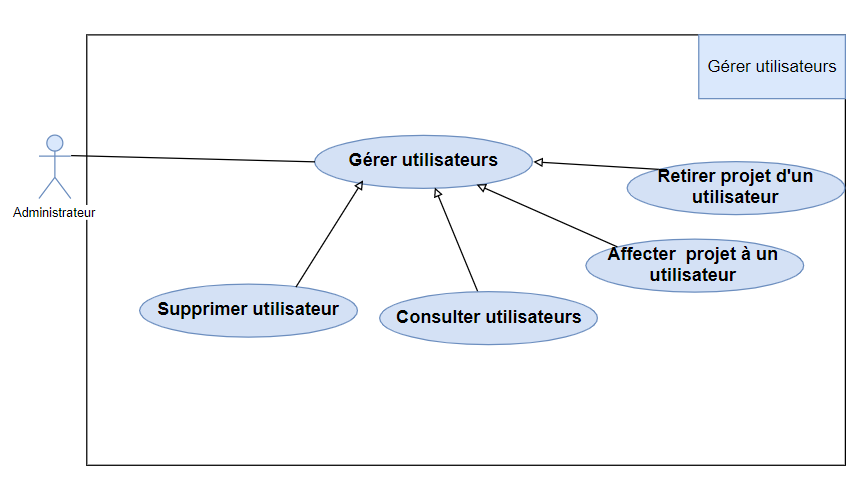 Gérer utilisateurs
Gérer utilisateurs
Retirer projet d'un
utilisateur
Administrateur
Affecter projet à un
utilisateur
Supprimer utilisateur
Consulter utilisateurs